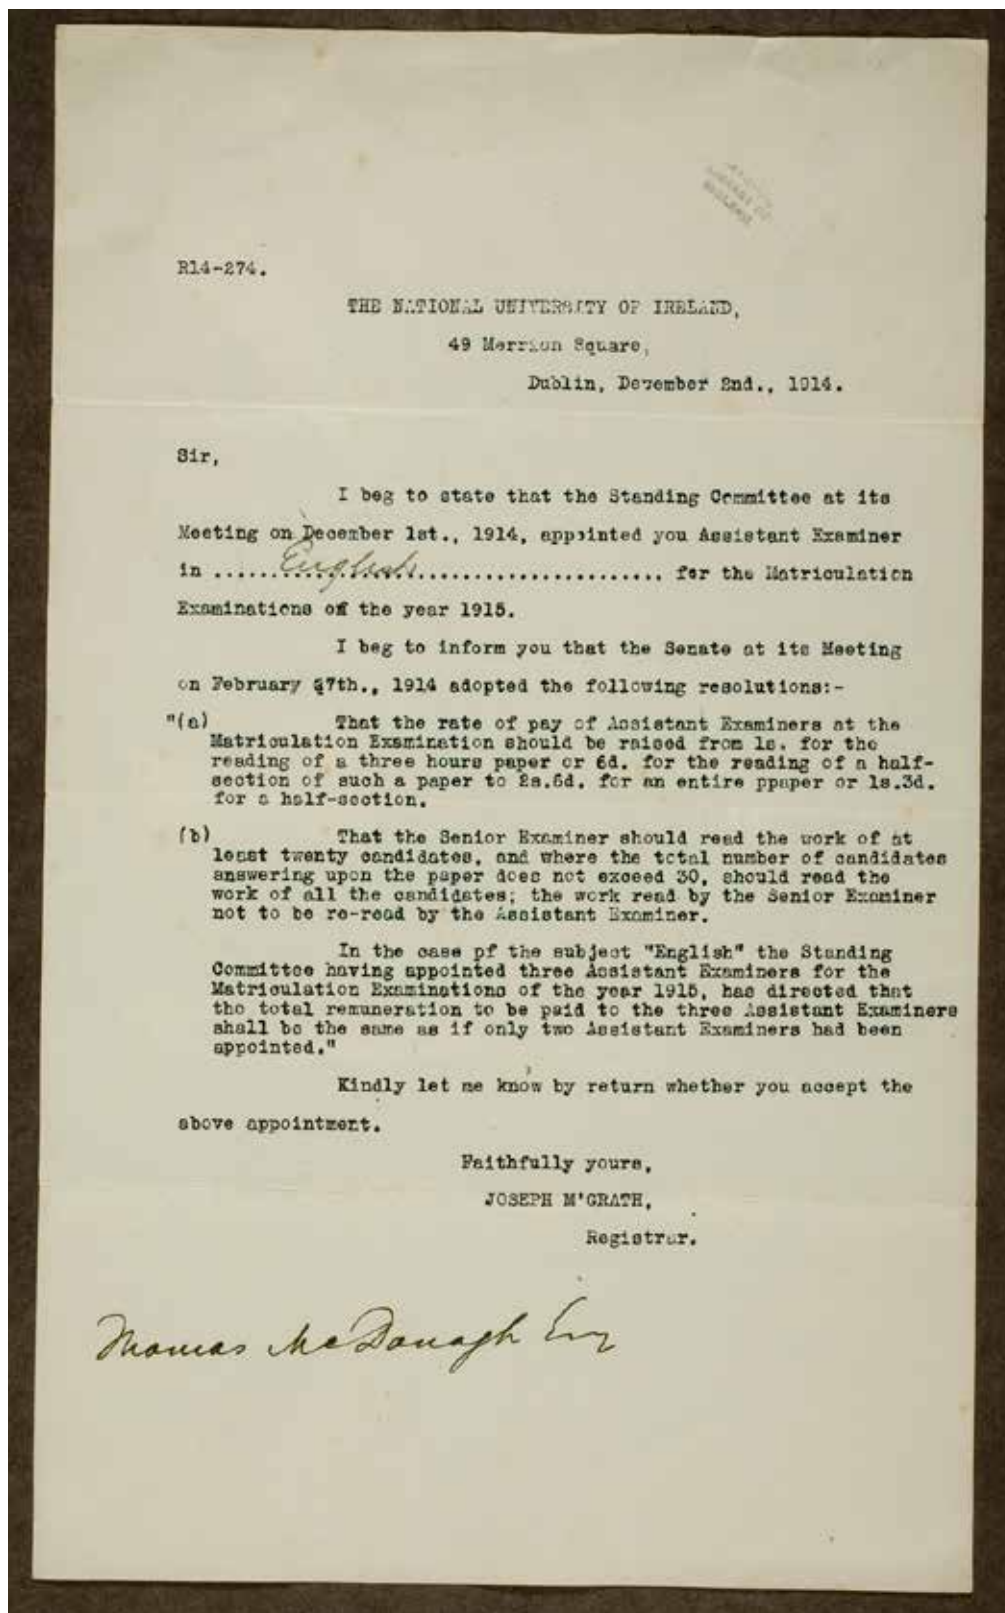 R14-274.
THE NATIONAL UNIVERSITY OF IRELAND,
49 Merrion Square,
Dublin, December 2nd., 1914.
Sir,
I beg to state that the Standing Committee at its
Meeting on December 1st., 1914, appointed you Assistant Examiner
in ......English...................................... for the Matriculation
Examinations of the year 1915.
I beg to inform you that the Senate at its Meeting
on February 27th., 1914 adopted the following resolutions:-
"(a) That the rate of pay of Assistant Examiners at the
Matriculation Examination should be raised from 1s. for the
reading of a three hours paper or 6d. for the reading of a half-
section of such a paper to 2s.6d. for an entire ppaper or 1s.3d.
for a half-section.
(b) That the Senior Examiner should read the work of at
least twenty candidates, and where the total number of candidates
answering upon the paper does not exceed 30, should read the
work of all the candidates; the work read by the Senior Examiner
not to be re-read by the Assistant Examiner.
In the case pf the subject "English" the Standing
Committee having appointed three Assistant Examiners for the
Matriculation Examinations of the year 1915, has directed that
the total remuneration to be paid to the three Assistant Examiners
shall be the same as if only two Assistant Examiners had been
appointed."
Kindly let me know by return whether you accept the
above appointment.
Faithfully yours,
JOSEPH M'GRATH,
Registrar.
Thomas McDonagh Esq